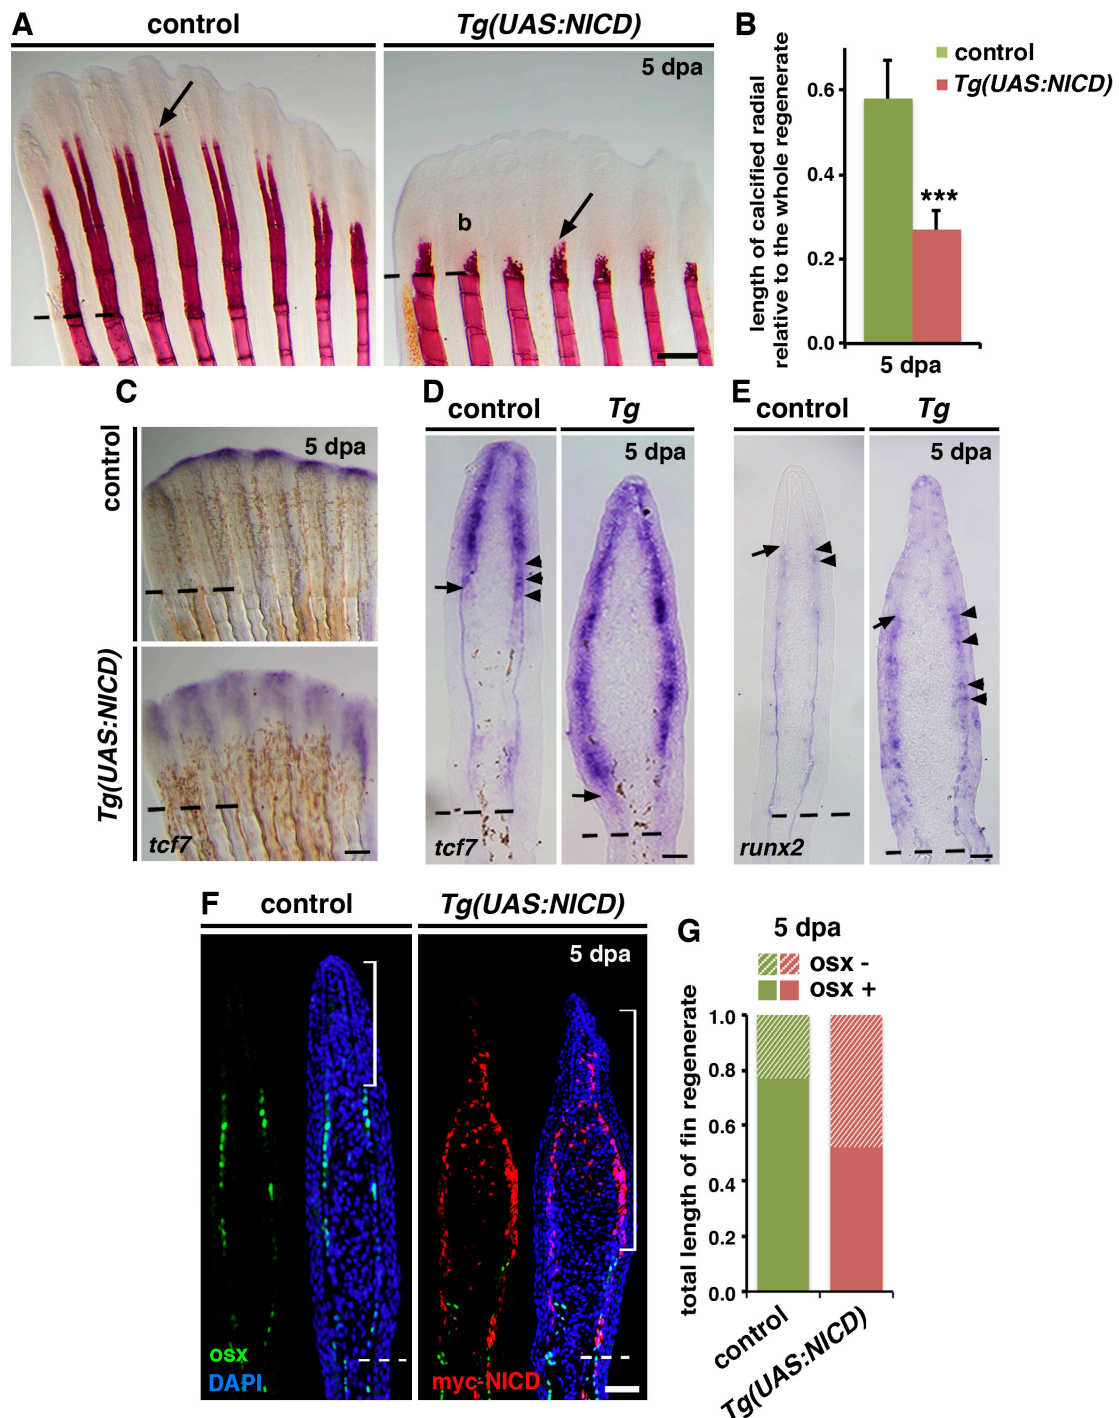 A
control
Tg(UAS:NICD)
5 dpa
b
B
length of calcified radial
relative to the whole regenerate
control
Tg(UAS:NICD)
0.6
0.4
0.2
0.0
***
5 dpa
C
control
5 dpa
Tg(UAS:NICD)
tcf7
D
control
Tg
5 dpa
tcf7
E
control
Tg
5 dpa
runx2
F
control
Tg(UAS:NICD)
5 dpa
osx
DAPI
myc-NICD
G
5 dpa
osx -
osx +
total length of fin regenerate
1.0
0.8
0.6
0.4
0.2
0.0
control
Tg(UAS:NICD)